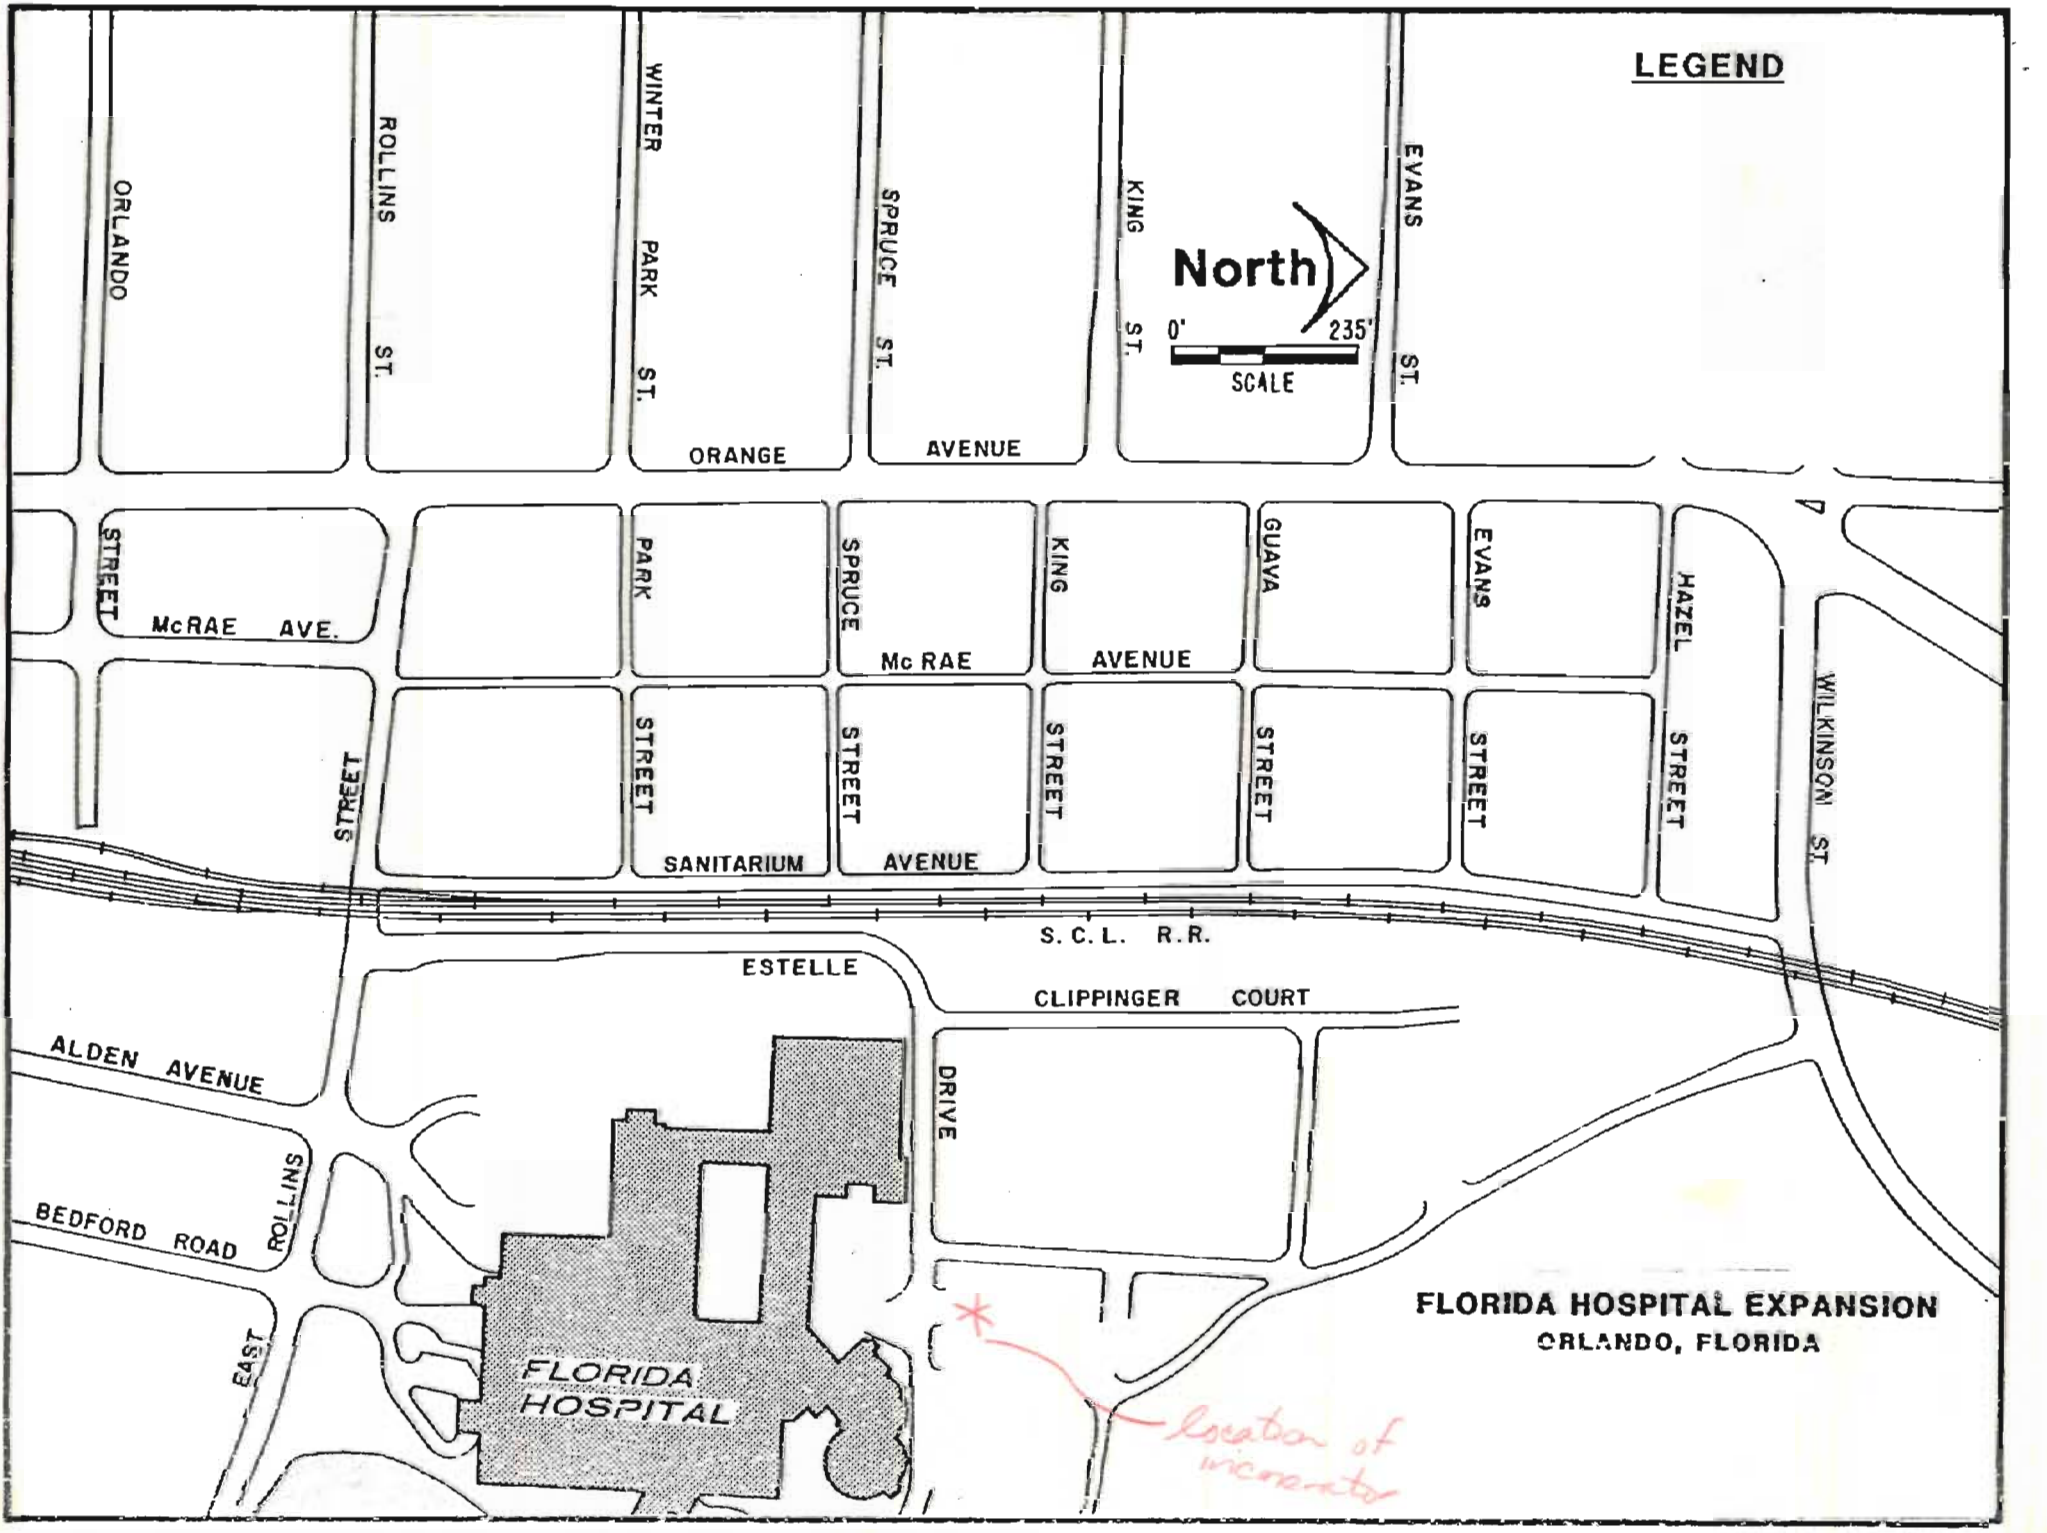 LEGEND
ORLANDO
STREET
ROLLINS ST.
WINTER PARK ST.
SPRUCE ST.
KING ST.
EVANS ST.
North
0' 235'
SCALE
ORANGE AVENUE
PARK STREET
SPRUCE STREET
KING STREET
GUAVA STREET
EVANS STREET
HAZEL STREET
WILKINSON ST.
McRAE AVE.
McRAE AVENUE
STREET
SANITARIUM AVENUE
S.C.L. R.R.
ESTELLE
DRIVE
CLIPPINGER COURT
ALDEN AVENUE
BEDFORD ROAD
ROLLINS
EAST
FLORIDA
HOSPITAL
FLORIDA HOSPITAL EXPANSION
ORLANDO, FLORIDA
*
location of
incinerator